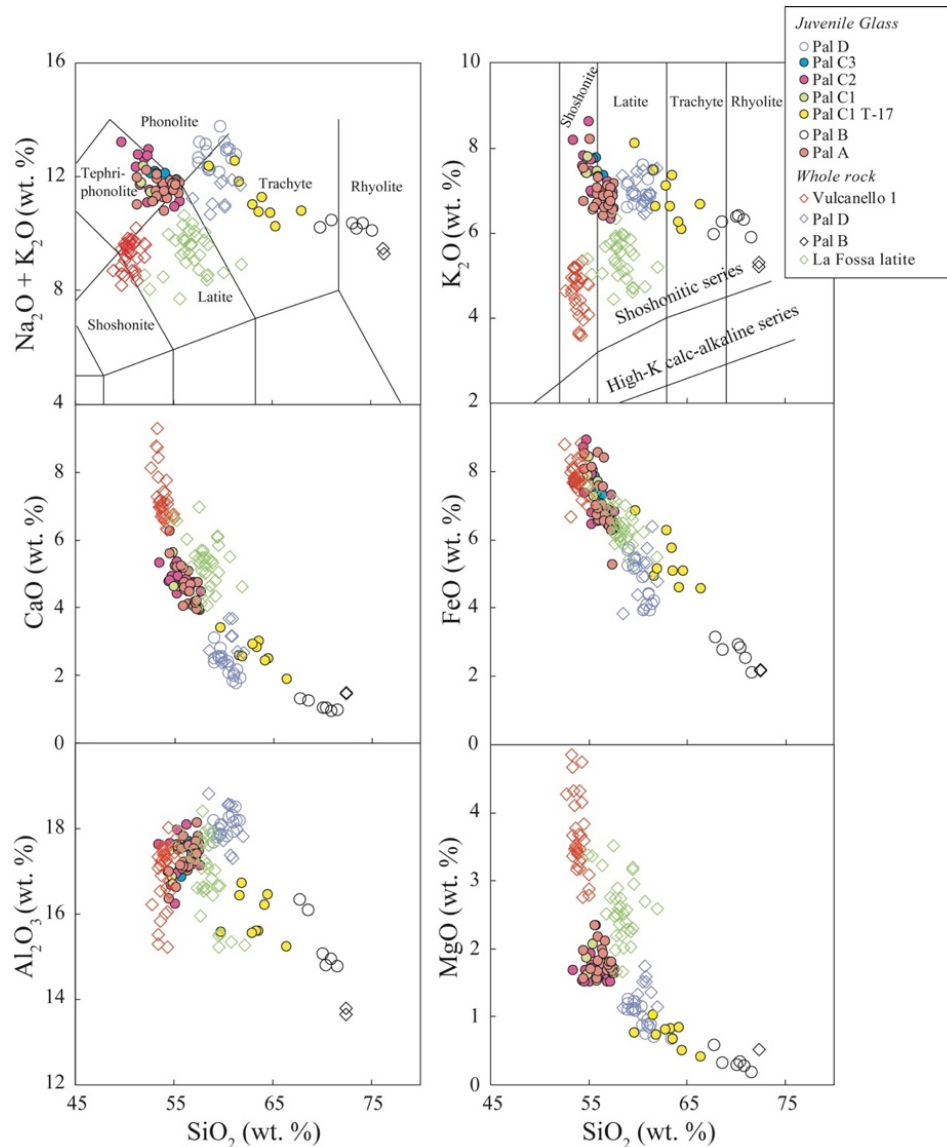 Juvenile Glass
Pal D
Pal C3
Pal C2
Pal C1
Pal C1 T-17
Pal B
Pal A
Whole rock
Vulcanello 1
Pal D
Pal B
La Fossa latite
16
12
8
4
Na2O + K2O (wt. %)
Phonolite
Tephri-
phonolite
Trachyte
Rhyolite
Latite
Shoshonite
10
8
6
4
2
K2O (wt. %)
Shoshonite
Latite
Trachyte
Rhyolite
Shoshonitic series
High-K calc-alkaline series
8
6
4
2
0
CaO (wt. %)
8
6
4
2
0
FeO (wt. %)
18
16
14
12
Al2O3 (wt. %)
45
55
65
75
SiO2 (wt. %)
4
3
2
1
0
MgO (wt. %)
45
55
65
75
SiO2 (wt. %)